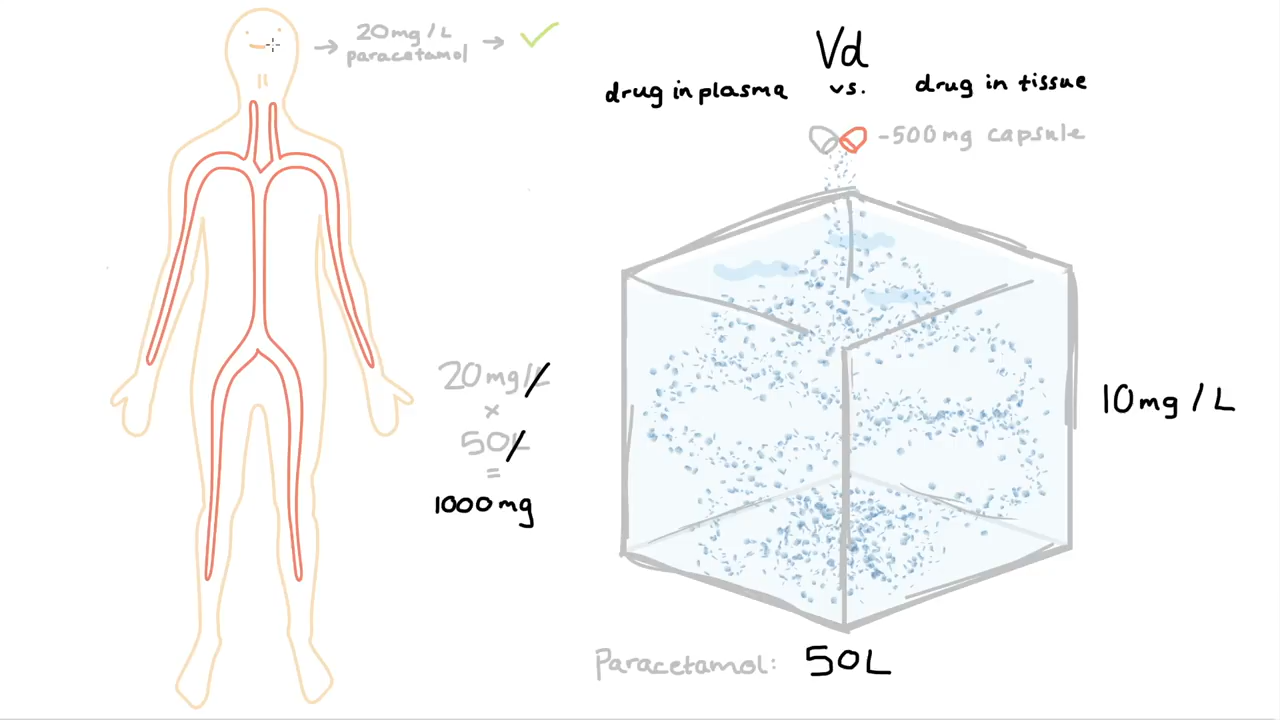 20mg/L
paracetamol
Vd
drug in plasma vs. drug in tissue
-500mg capsule
20mg/L
x
50L
=
1000mg
10mg/L
Paracetamol: 50L